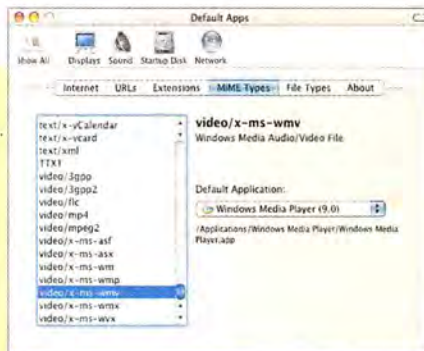 Default Apps
Show All Displays Sound Startup Disk Network
Internet URLs Extensions MIME Types File Types About
text/x-vCalendar
text/x-vcard
text/xml
TTXT
video/3gpp
video/3gpp2
video/flc
video/mp4
video/mpeg2
video/x-ms-asf
video/x-ms-asx
video/x-ms-wm
video/x-ms-wmp
video/x-ms-wmv
video/x-ms-wmx
video/x-ms-wvx
video/x-ms-wmv
Windows Media Audio/Video File
Default Application:
Windows Media Player (9.0)
/Applications/Windows Media Player/Windows Media
Player.app